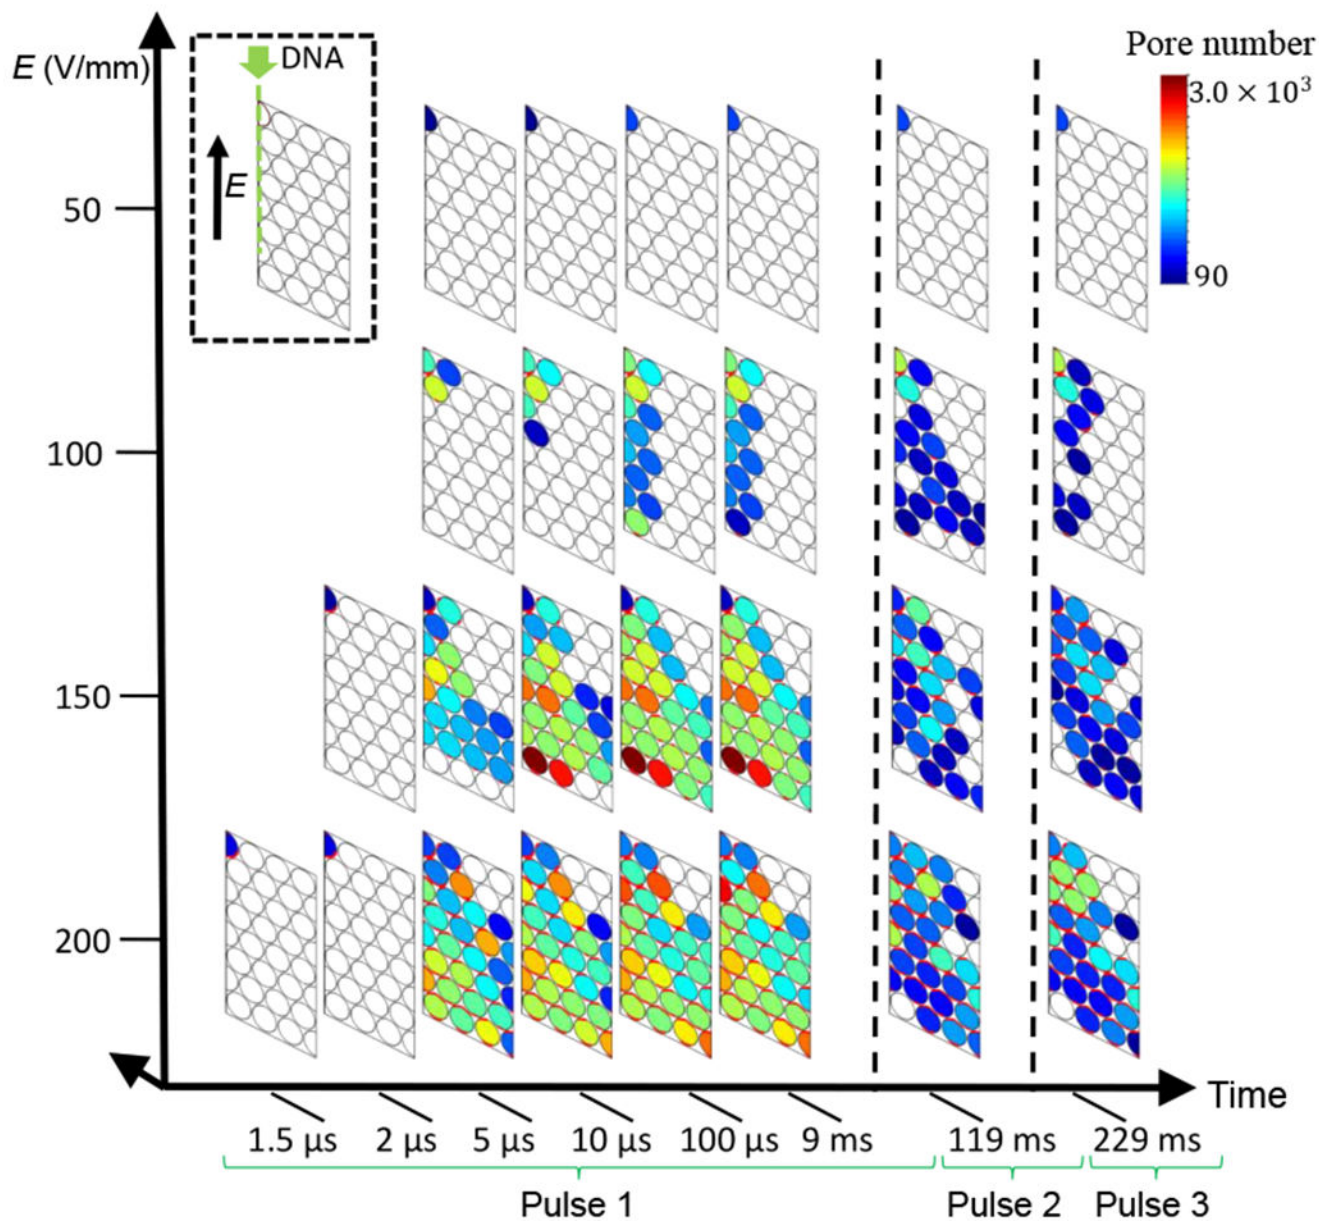 E (V/mm)
DNA
E
Pore number
3.0 × 10³
90
50
100
150
200
Time
1.5 µs
2 µs
5 µs
10 µs
100 µs
9 ms
119 ms
229 ms
Pulse 1
Pulse 2
Pulse 3